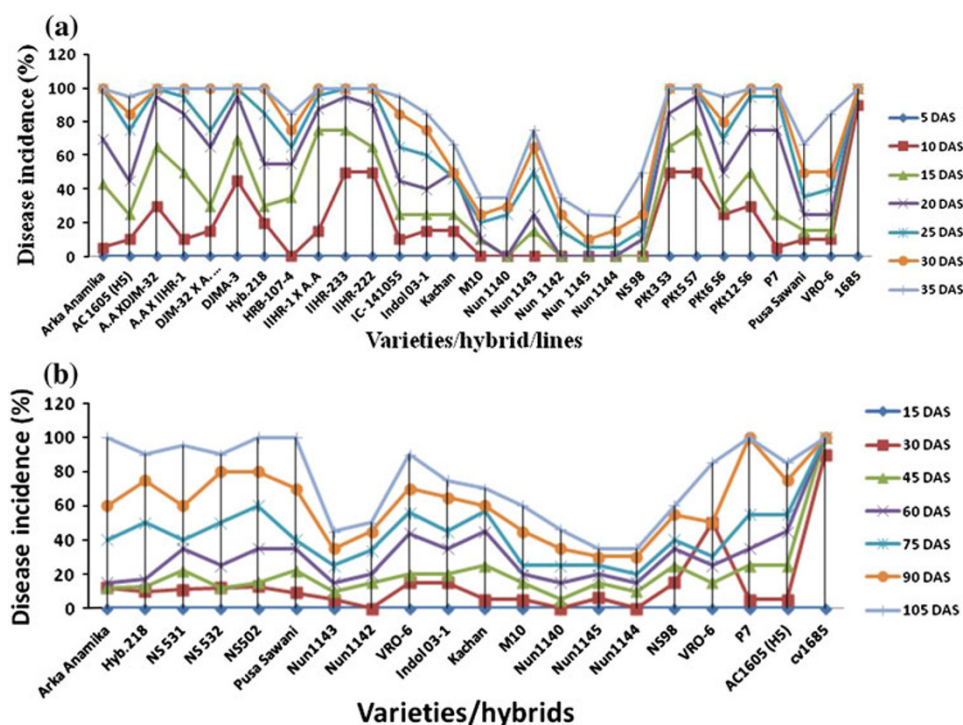 (a)
Disease incidence (%)
120
100
80
60
40
20
0
Arka Anamika
AC 1605 (H5)
A.A XDIM-32
A.A X IIHR-1
DJM-32 X A. ...
DJMA-3
Hyb.218
HRB-107-4
IIHR-1 X A.A
IIHR-233
IIHR-222
IC-141055
Indol 03-1
Kachan
M10
Nun 1140
Nun 1143
Nun 1142
Nun 1145
Nun 1144
NS98
PKt3 S3
PKt5 S7
PKt6 S6
PKt12 S6
P7
Pusa Sawani
VRO-6
1685
Varieties/hybrid/lines
5 DAS
10 DAS
15 DAS
20 DAS
25 DAS
30 DAS
35 DAS
(b)
Disease incidence (%)
120
100
80
60
40
20
0
Arka Anamika
Hyb.218
NS 531
NS 532
NS502
Pusa Sawani
Nun1143
Nun1142
VRO-6
Indol 03-1
Kachan
M10
Nun1140
Nun1145
Nun1144
NS98
VRO-6
P7
AC1605 (H5)
cv1685
Varieties/hybrids
15 DAS
30 DAS
45 DAS
60 DAS
75 DAS
90 DAS
105 DAS